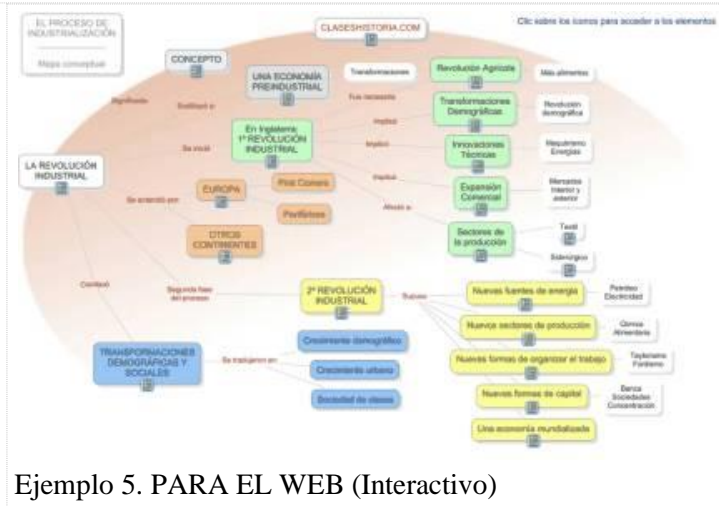 EL PROCESO DE
INDUSTRIALIZACIÓN
Mapa conceptual
CLASESHISTORIA.COM
Clic sobre los iconos para acceder a los elementos
CONCEPTO
Significado
Sustituyó a
UNA ECONOMÍA
PREINDUSTRIAL
Transformaciones
Fue necesaria
Revolución Agrícola
Más alimentos
Implicó
Transformaciones
Demográficas
Revolución
demográfica
En Inglaterra:
1ª REVOLUCIÓN
INDUSTRIAL
Se inició
Implicó
Innovaciones
Técnicas
Maquinismo
Energías
LA REVOLUCIÓN
INDUSTRIAL
Implicó
Expansión
Comercial
Mercados
Interior y
exterior
EUROPA
Pica Comera
Periféricos
Se extendió por
Afectó a
OTROS
CONTINENTES
Sectores de
la producción
Textil
Siderúrgico
Conllevó
Segunda fase
del proceso
2ª REVOLUCIÓN
INDUSTRIAL
Supuso
Nuevas fuentes de energía
Petróleo
Electricidad
Nuevos sectores de producción
Química
Alimentaria
Nuevas formas de organizar el trabajo
Taylorismo
Fordismo
Nuevas formas de capital
Banca
Sociedades
Concentración
Una economía mundializada
TRANSFORMACIONES
DEMOGRÁFICAS Y
SOCIALES
Se tradujeron en
Crecimiento demográfico
Crecimiento urbano
Sociedad de clases
Ejemplo 5. PARA EL WEB (Interactivo)